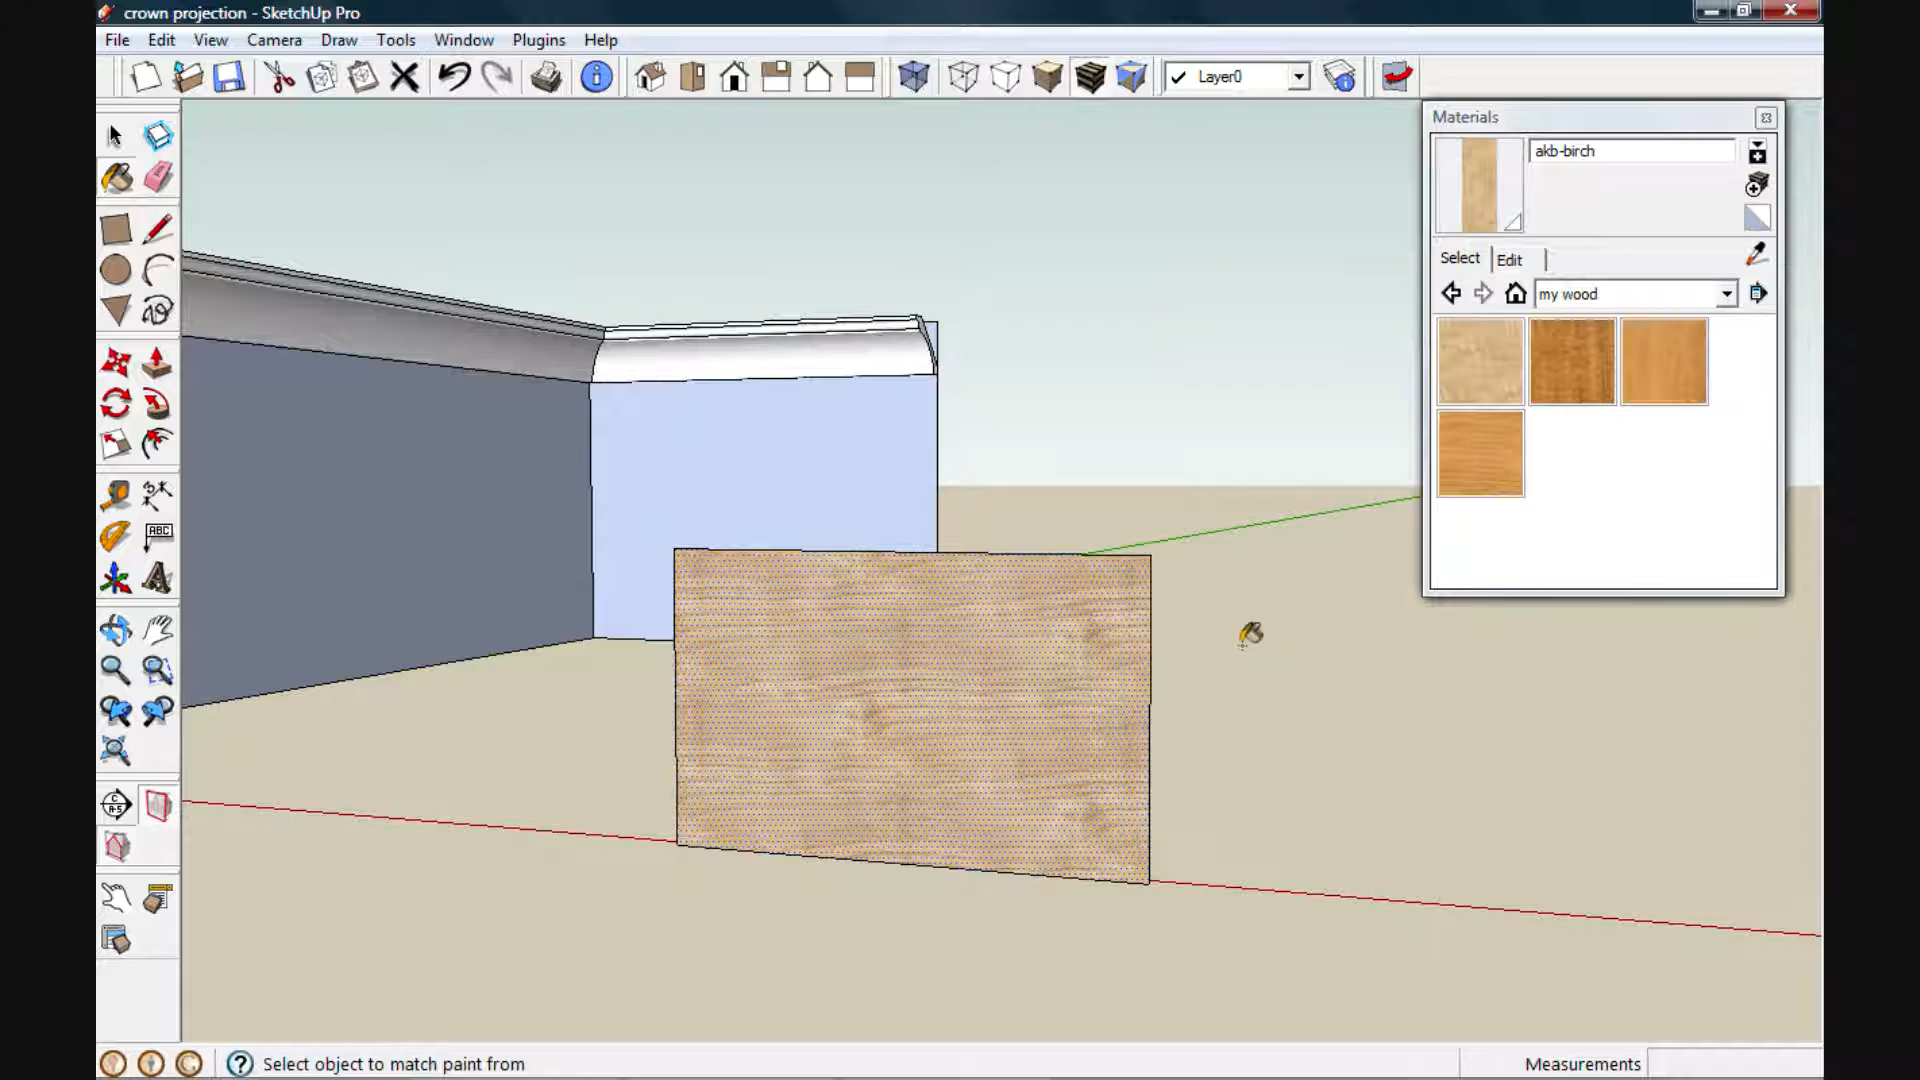 crown projection - SketchUp Pro
File Edit View Camera Draw Tools Window Plugins Help
Layer0
Materials
akb-birch
Select Edit
my wood
ABC
Select object to match paint from
Measurements